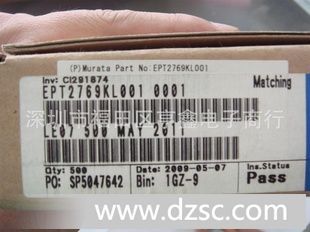 (P)Murata Part No:EPT2769KL001
Inv: CI291874
Matching
EPT2769KL001 0001
深圳市福田区卓鑫电子商行
LE07 500 MAY 201
Qty: 500
Date: 2009-05-07
Ins.Status
PO: SP5047642
Bin: 1GZ-9
Pass
www.dzsc.com